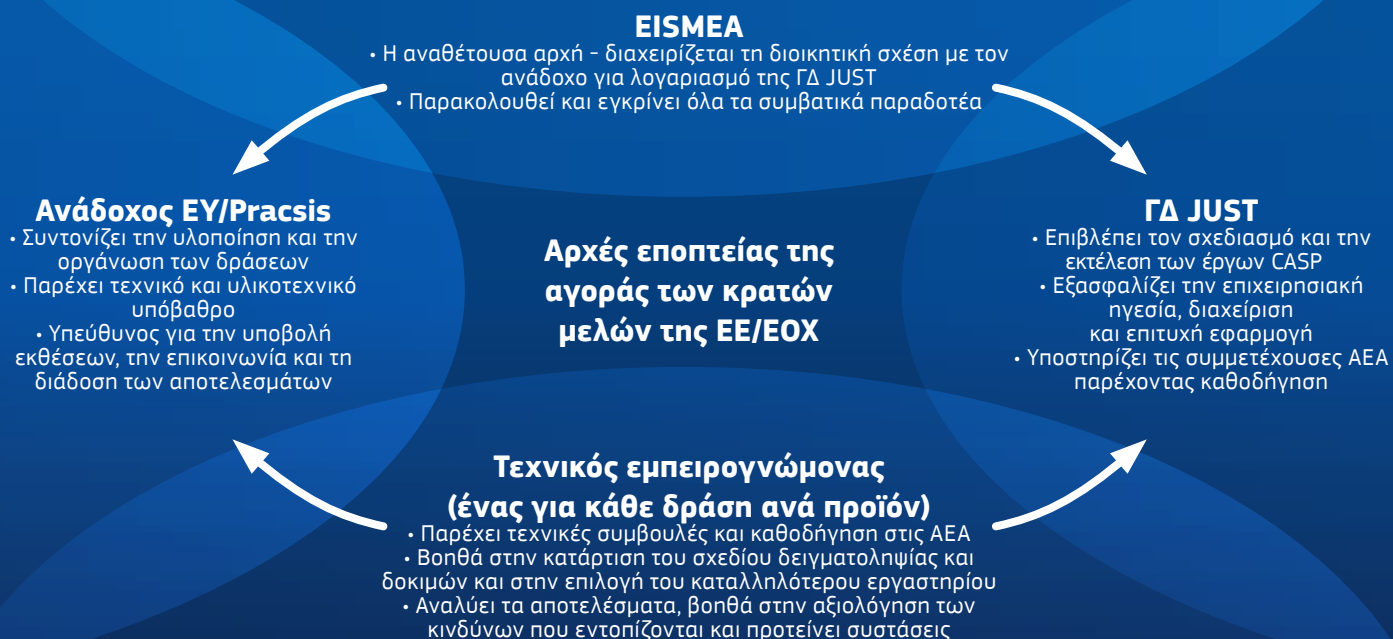 EISMEA
• Η αναθέτουσα αρχή - διαχειρίζεται τη διοικητική σχέση με τον
ανάδοχο για λογαριασμό της ΓΔ JUST
• Παρακολουθεί και εγκρίνει όλα τα συμβατικά παραδοτέα
Ανάδοχος EY/Pracsis
• Συντονίζει την υλοποίηση και την
οργάνωση των δράσεων
• Παρέχει τεχνικό και υλικοτεχνικό
υπόβαθρο
• Υπεύθυνος για την υποβολή
εκθέσεων, την επικοινωνία και τη
διάδοση των αποτελεσμάτων
Αρχές εποπτείας της
αγοράς των κρατών
μελών της ΕΕ/ΕΟΧ
ΓΔ JUST
• Επιβλέπει τον σχεδιασμό και την
εκτέλεση των έργων CASP
• Εξασφαλίζει την επιχειρησιακή
ηγεσία, διαχείριση
και επιτυχή εφαρμογή
• Υποστηρίζει τις συμμετέχουσες ΑΕΑ
παρέχοντας καθοδήγηση
Τεχνικός εμπειρογνώμονας
(ένας για κάθε δράση ανά προϊόν)
• Παρέχει τεχνικές συμβουλές και καθοδήγηση στις ΑΕΑ
• Βοηθά στην κατάρτιση του σχεδίου δειγματοληψίας και
δοκιμών και στην επιλογή του καταλληλότερου εργαστηρίου
• Αναλύει τα αποτελέσματα, βοηθά στην αξιολόγηση των
κινδύνων που εντοπίζονται και προτείνει συστάσεις